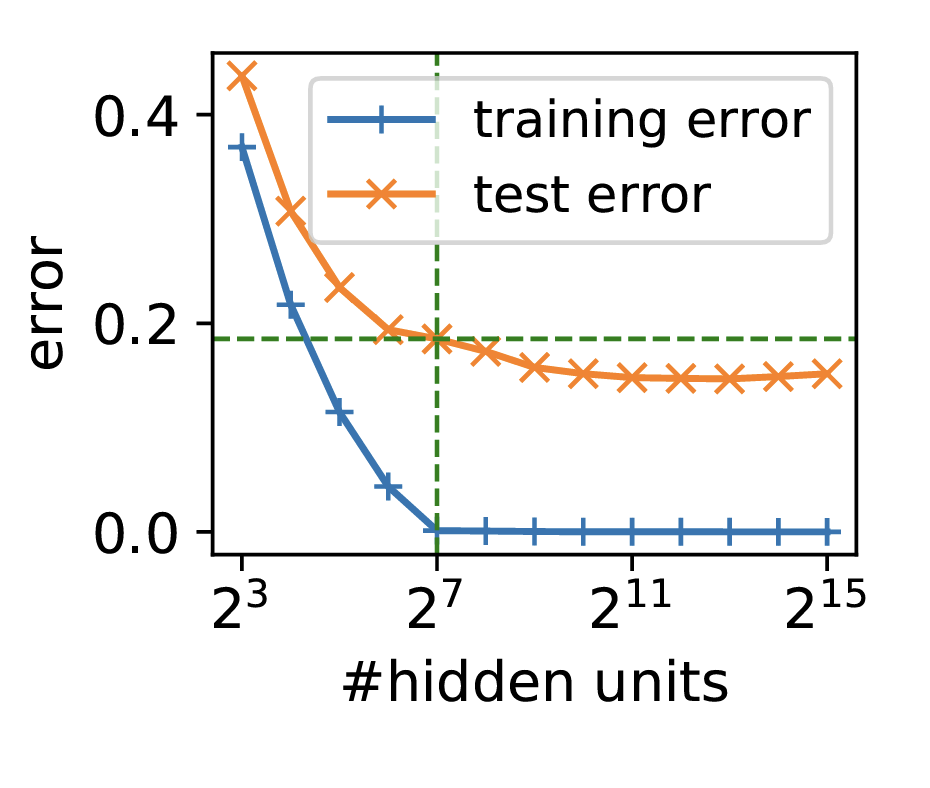 training error
test error
0.4
0.2
0.0
error
2^3 2^7 2^11 2^15
#hidden units